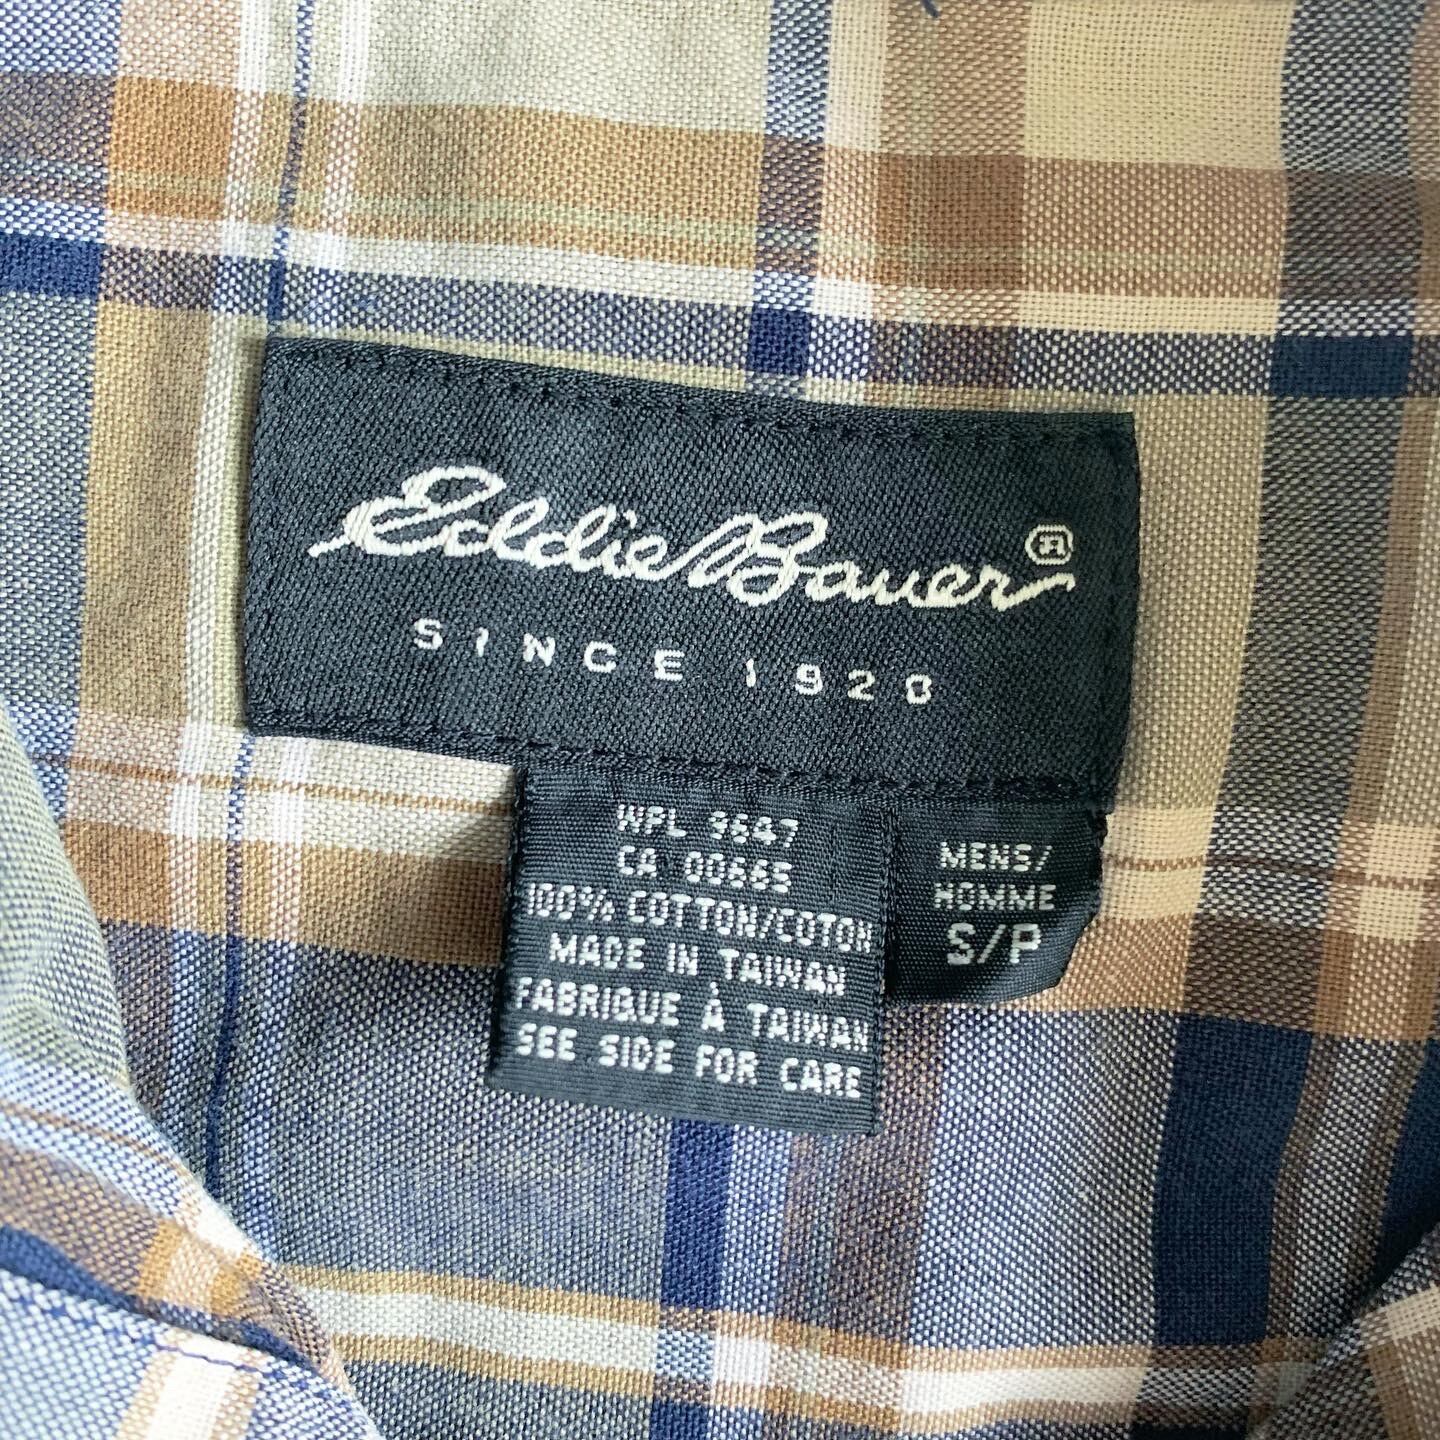 Eddie Bauer ®
SINCE 1920
WPL 9647
CA 00665
100% COTTON/COTON
MADE IN TAIWAN
FABRIQUE À TAIWAN
SEE SIDE FOR CARE
MENS/
HOMME
S/P